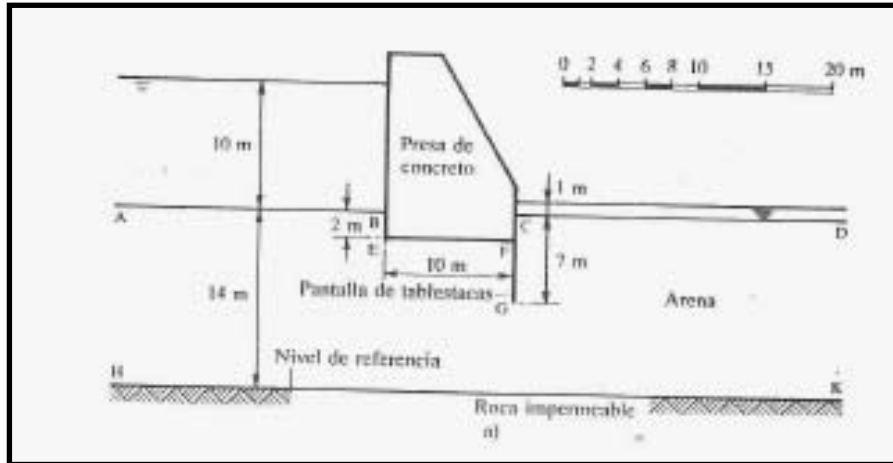 0 2 4 6 8 10 15 20 m
10 m
Presa de
concreto
1 m
A
B
2 m
E
C
F
D
10 m
7 m
Pantalla de tablestacas
G
14 m
Arena
H
Nivel de referencia
K
Roca impermeable
a)